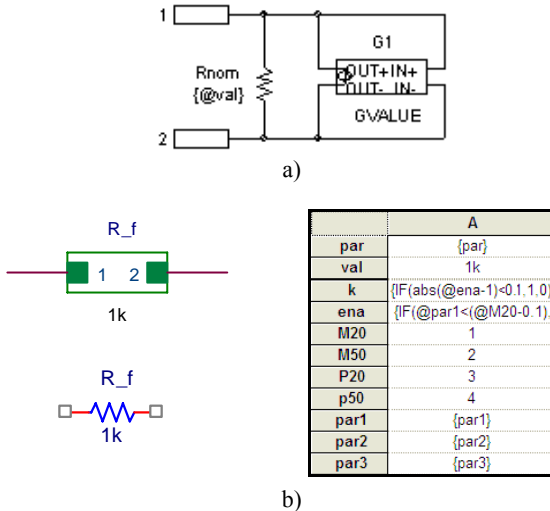 1
G1
Rnom
{@val}
OUT+IN+
OUT- IN-
GVALUE
2
a)
R_f
1 2
1k
R_f
1k
A
par {par}
val 1k
k {IF(abs(@ena-1)<0.1,1,0)
ena {IF(@par1<(@M20-0.1),
M20 1
M50 2
P20 3
p50 4
par1 {par1}
par2 {par2}
par3 {par3}
b)